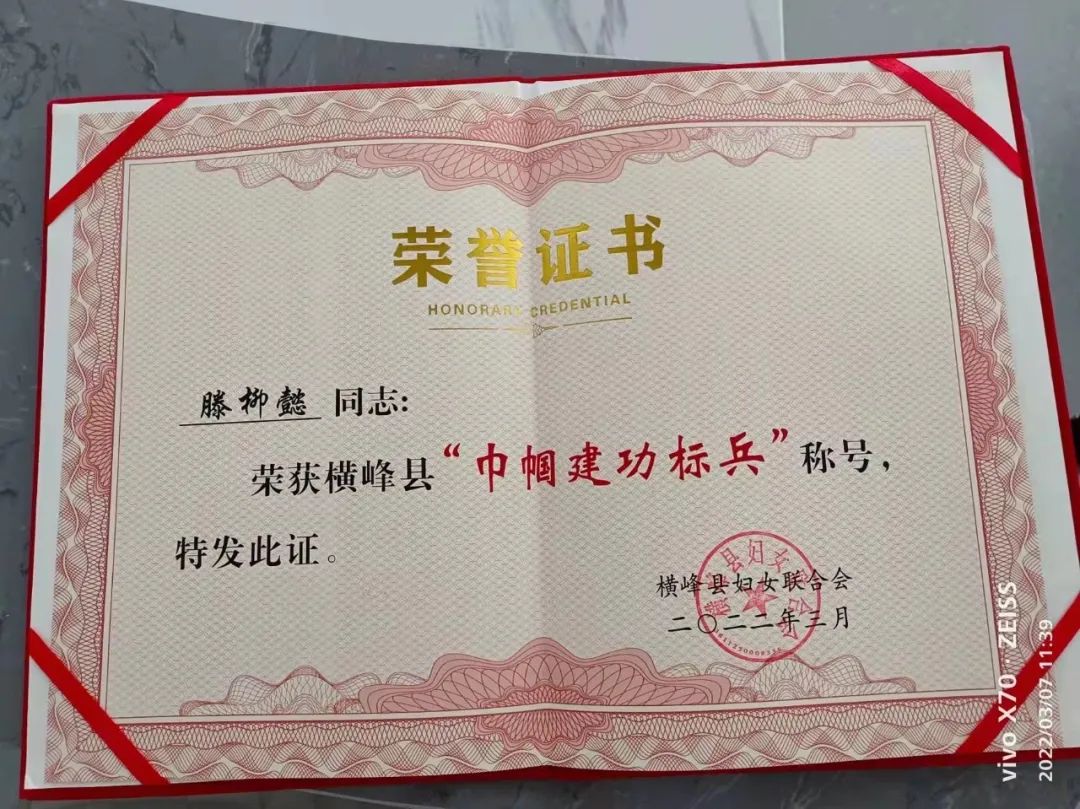 荣誉证书
HONORARY CREDENTIAL
滕柳懿 同志:
荣获横峰县“巾帼建功标兵”称号，
特发此证。
横峰县妇女联合会
二〇二二年三月
vivo X70 ZEISS
2022/03/07 11:39